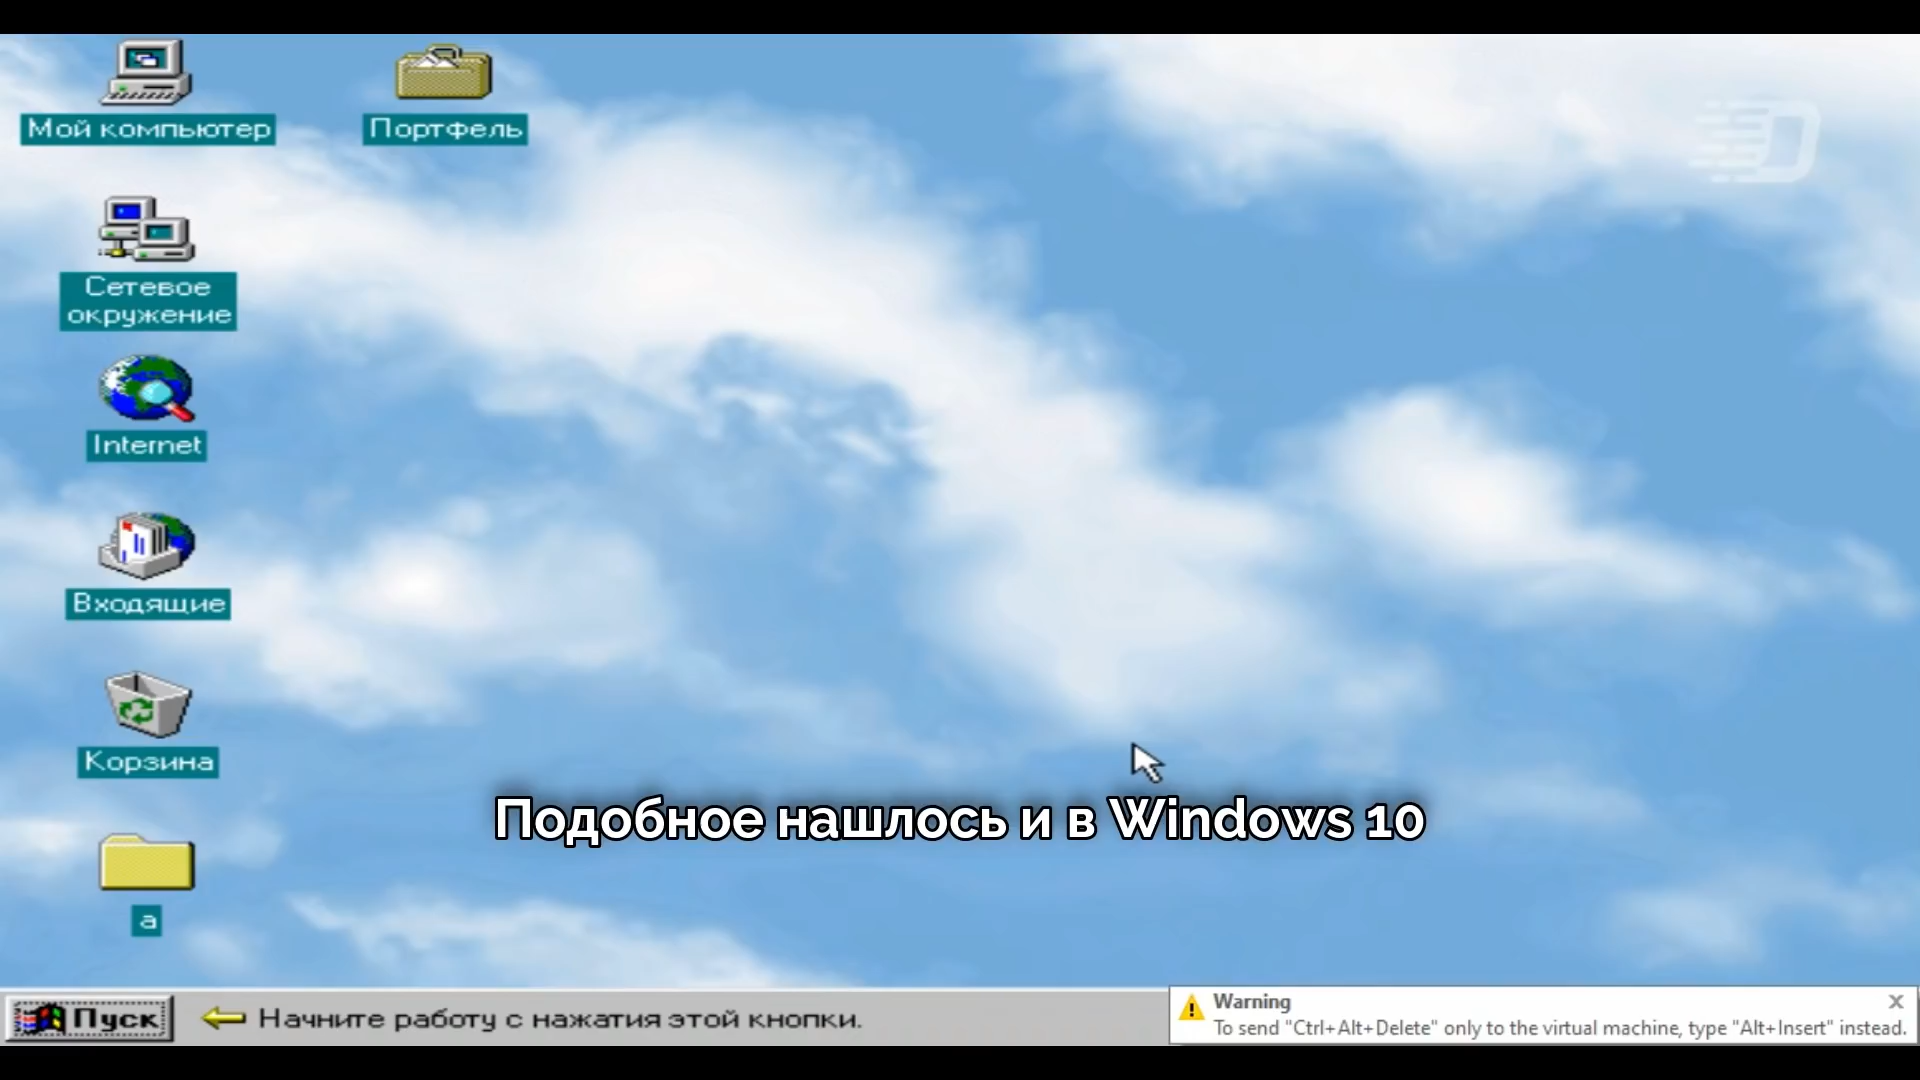 Мой компьютер
Портфель
Сетевое
окружение
Internet
Входящие
Корзина
а
Подобное нашлось и в Windows 10
Пуск
Начните работу с нажатия этой кнопки.
Warning
To send "Ctrl+Alt+Delete" only to the virtual machine, type "Alt+Insert" instead.